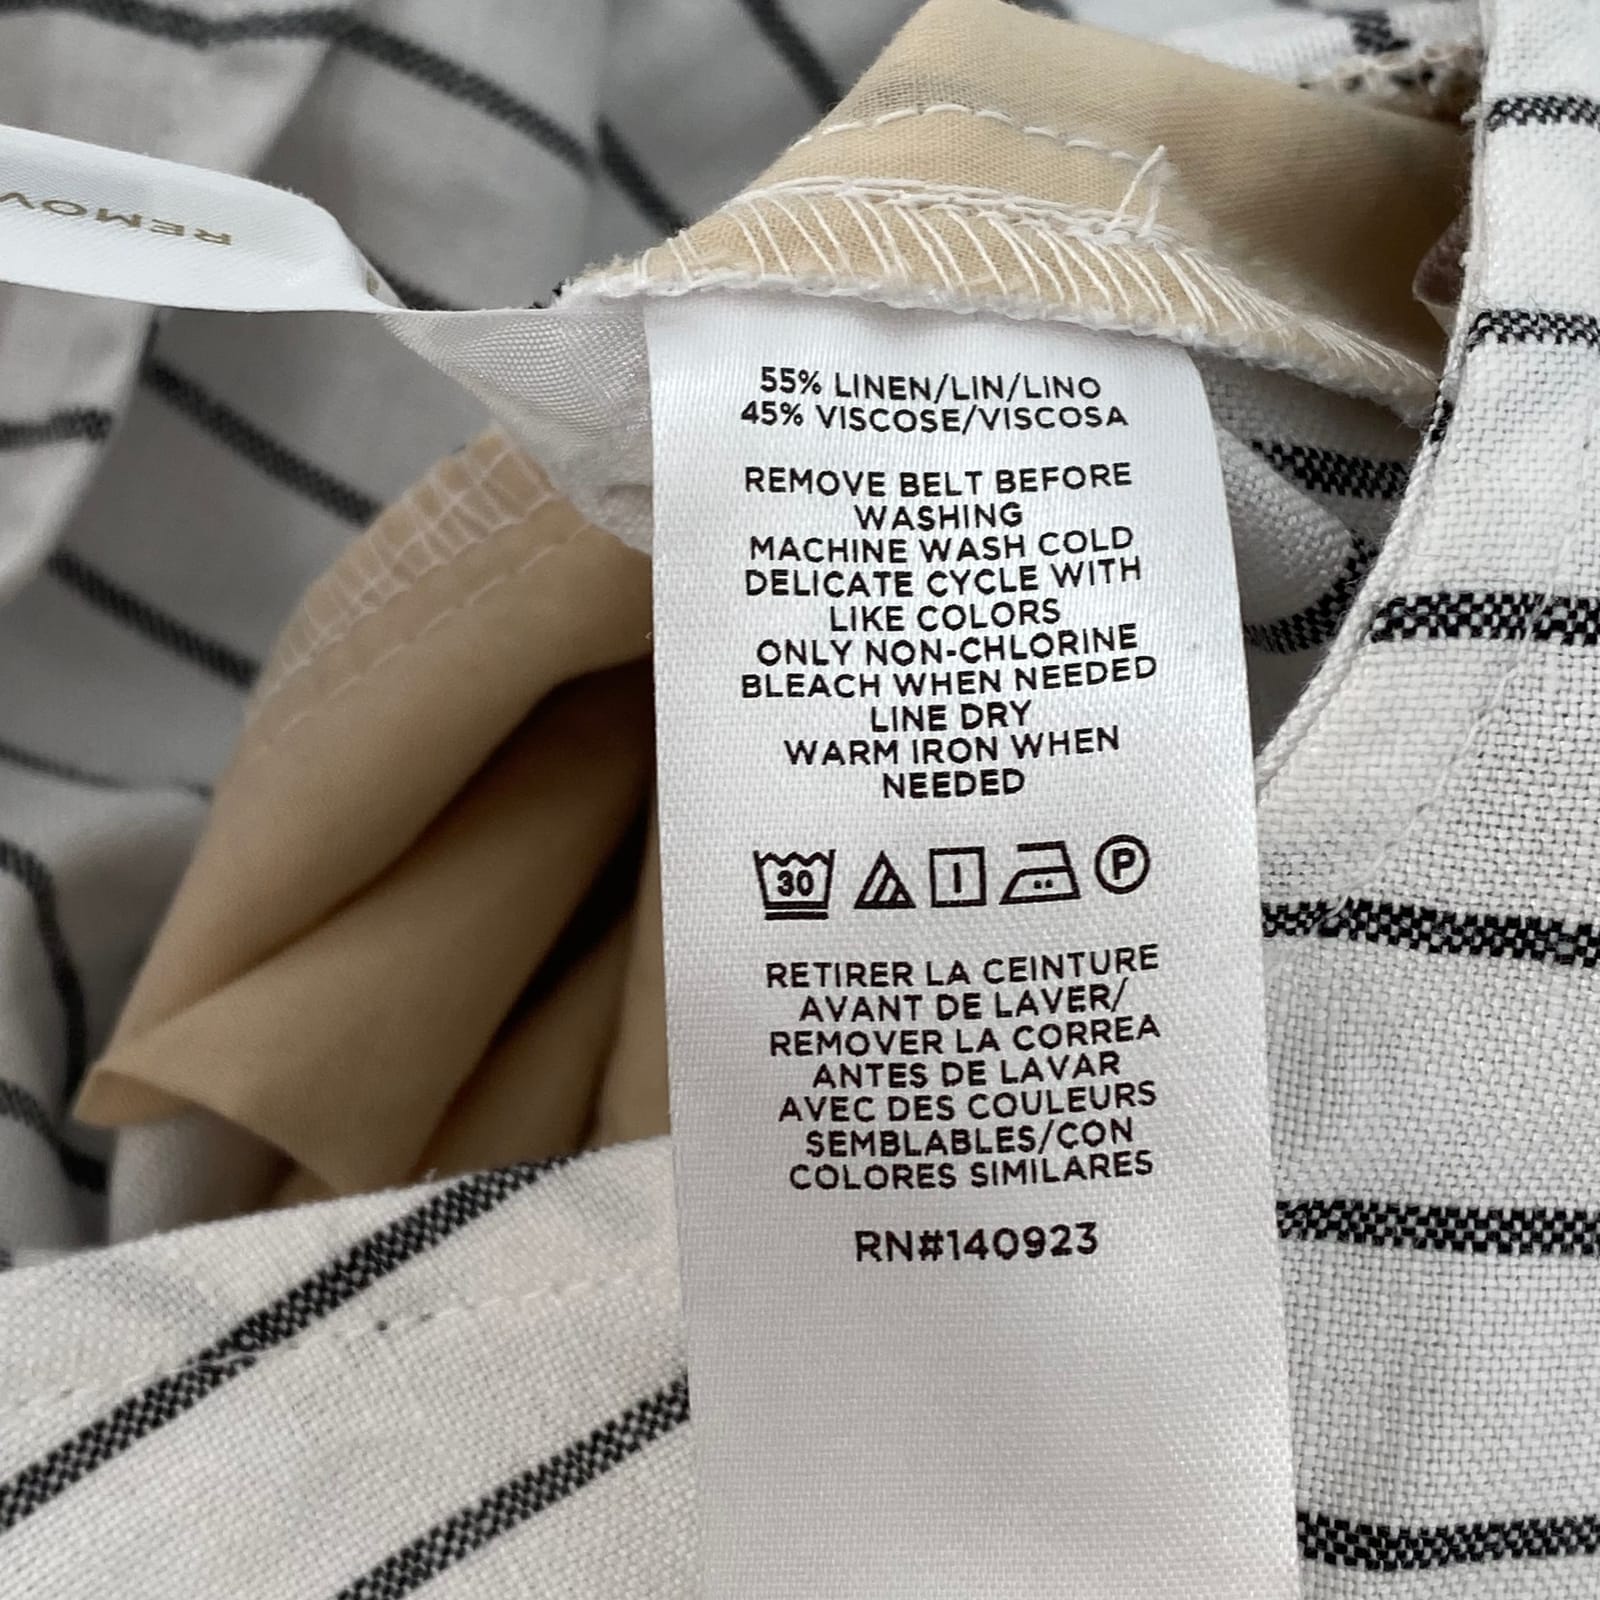 REMOV
55% LINEN/LIN/LINO
45% VISCOSE/VISCOSA
REMOVE BELT BEFORE
WASHING
MACHINE WASH COLD
DELICATE CYCLE WITH
LIKE COLORS
ONLY NON-CHLORINE
BLEACH WHEN NEEDED
LINE DRY
WARM IRON WHEN
NEEDED
30 P
RETIRER LA CEINTURE
AVANT DE LAVER/
REMOVER LA CORREA
ANTES DE LAVAR
AVEC DES COULEURS
SEMBLABLES/CON
COLORES SIMILARES
RN#140923